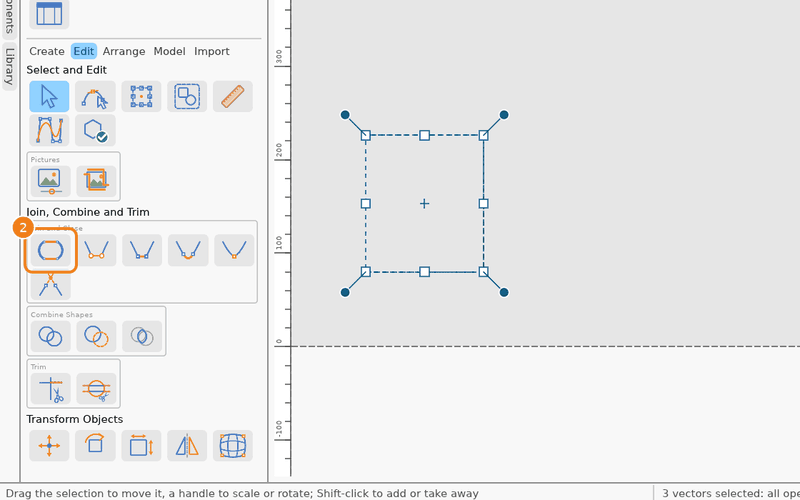 Library
Create Edit Arrange Model Import
Select and Edit
Pictures
Join, Combine and Trim
2
Combine Shapes
Trim
Transform Objects
300
200
100
0
-100
Drag the selection to move it, a handle to scale or rotate; Shift-click to add or take away
3 vectors selected: all